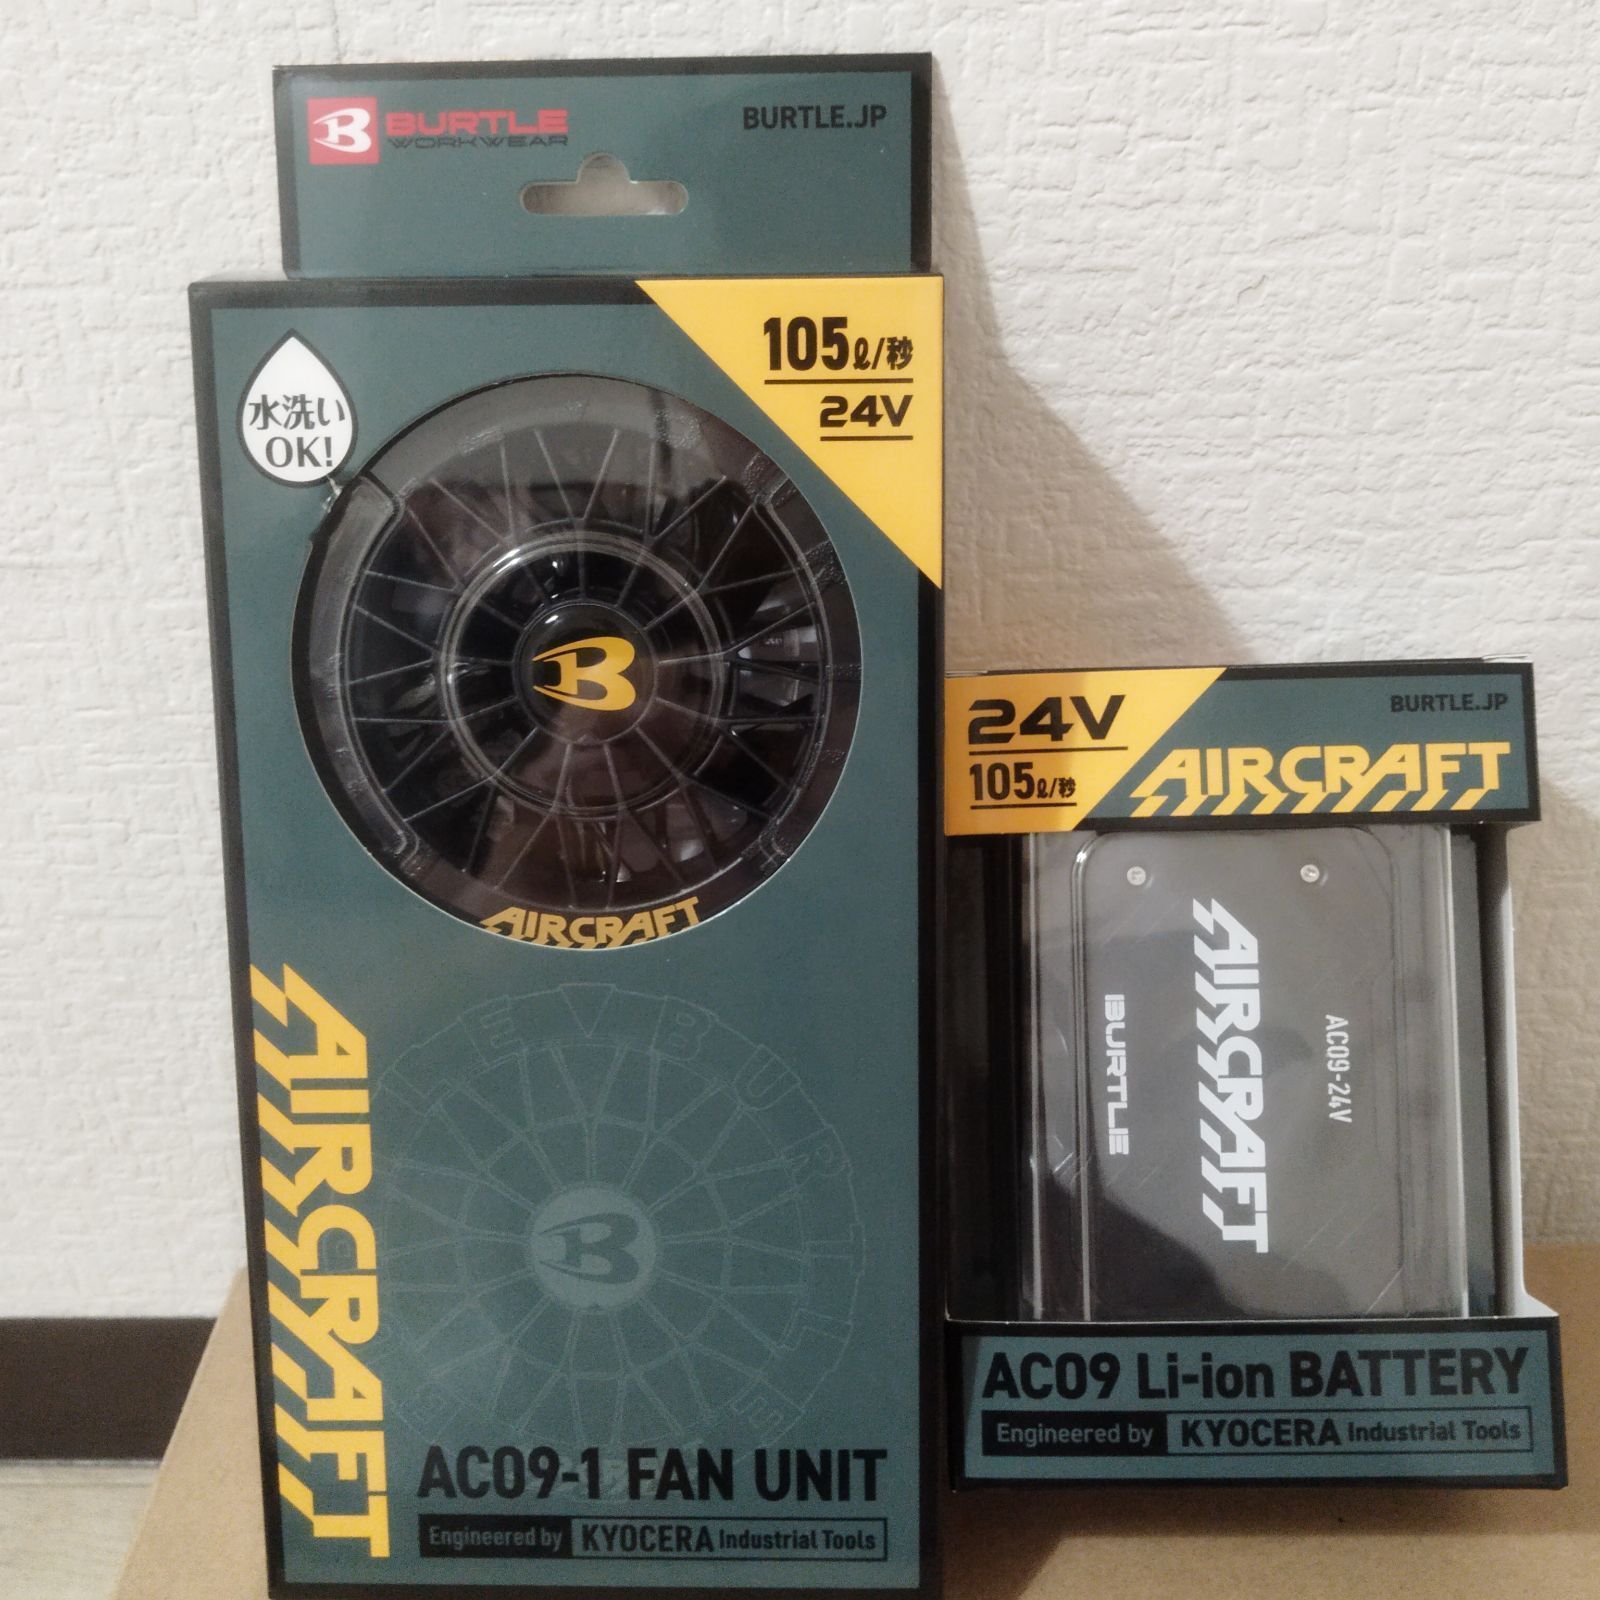 BURTLE
WORKWEAR
BURTLE.JP
105ℓ/秒
24V
水洗い
OK!
B
AIRCRAFT
AIRCRAFT
B
AC09-1 FAN UNIT
Engineered by KYOCERA Industrial Tools
24V
105ℓ/秒
BURTLE.JP
AIRCRAFT
AC09-24V
AIRCRAFT
BURTLE
AC09 Li-ion BATTERY
Engineered by KYOCERA Industrial Tools